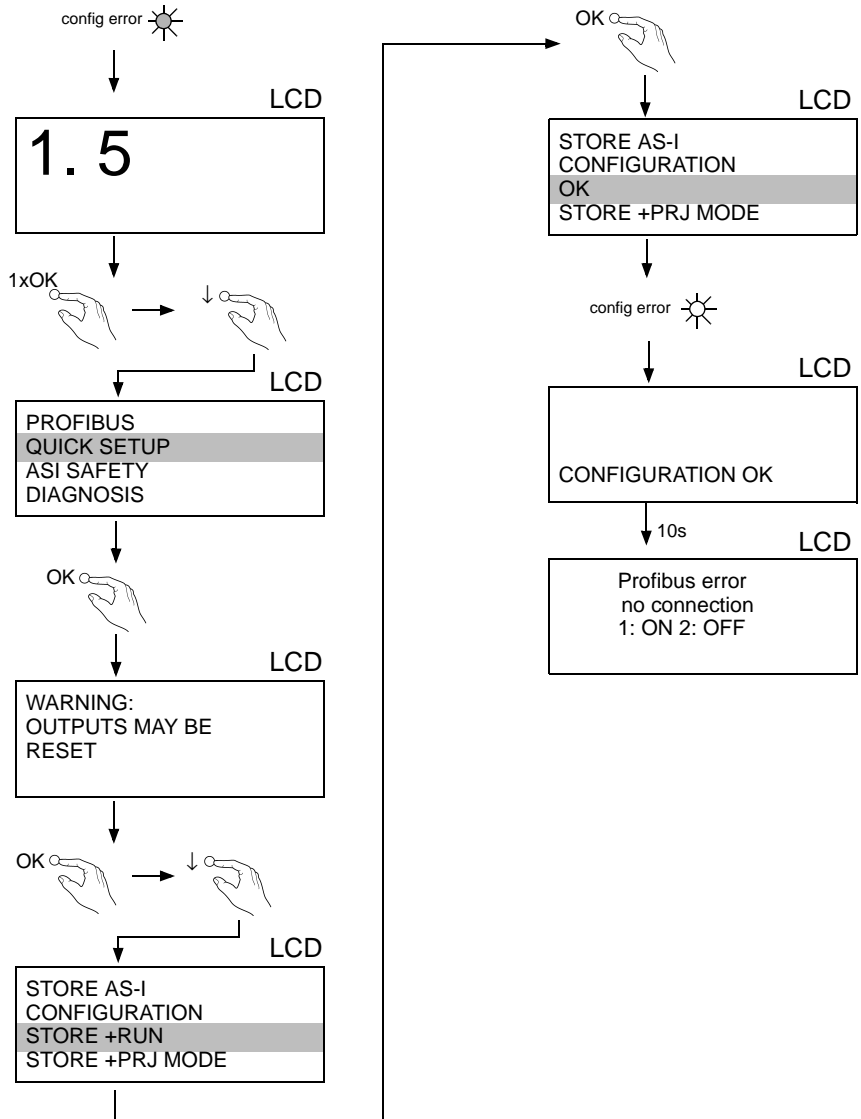 config error
LCD
1. 5
1xOK
↓
LCD
PROFIBUS
QUICK SETUP
ASI SAFETY
DIAGNOSIS
OK
LCD
WARNING:
OUTPUTS MAY BE
RESET
OK
↓
LCD
STORE AS-I
CONFIGURATION
STORE +RUN
STORE +PRJ MODE
OK
LCD
STORE AS-I
CONFIGURATION
OK
STORE +PRJ MODE
config error
LCD
CONFIGURATION OK
10s
LCD
Profibus error
no connection
1: ON 2: OFF